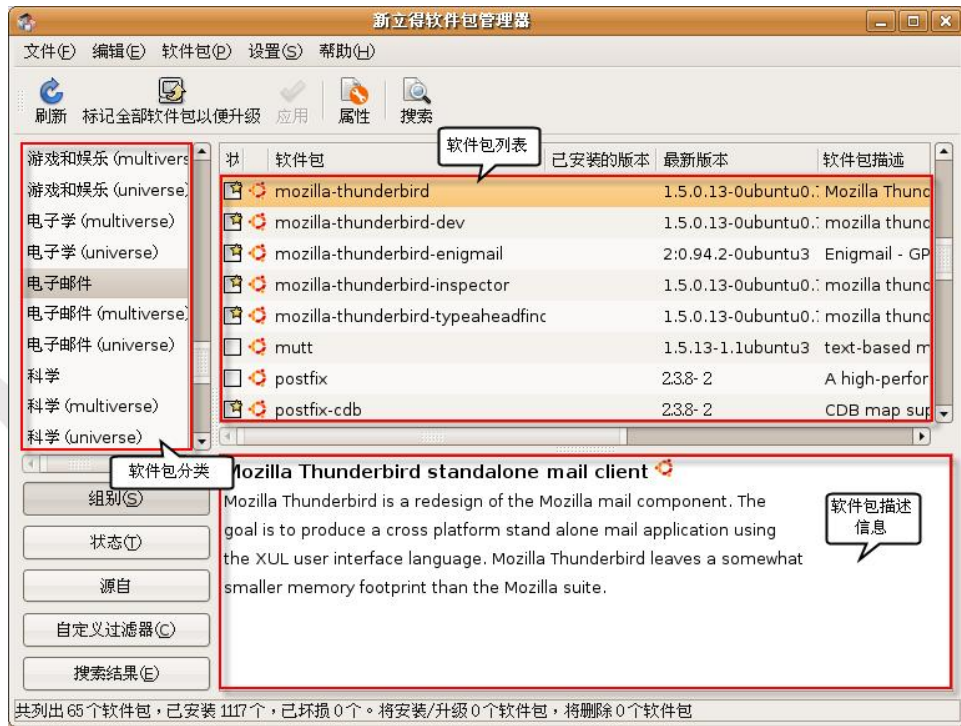 新立得软件包管理器
文件(F) 编辑(E) 软件包(P) 设置(S) 帮助(H)
刷新 标记全部软件包以便升级 应用 属性 搜索
软件包列表
软件包 已安装的版本 最新版本 软件包描述
游戏和娱乐 (multivers
游戏和娱乐 (universe)
电子学 (multiverse)
电子学 (universe)
电子邮件
电子邮件 (multiverse)
电子邮件 (universe)
科学
科学 (multiverse)
科学 (universe)
软件包分类
mozilla-thunderbird 1.5.0.13-0ubuntu0. Mozilla Thund
mozilla-thunderbird-dev 1.5.0.13-0ubuntu0. mozilla thund
mozilla-thunderbird-enigmail 2:0.94.2-0ubuntu3 Enigmail - GP
mozilla-thunderbird-inspector 1.5.0.13-0ubuntu0. mozilla thund
mozilla-thunderbird-typeaheadfinc 1.5.0.13-0ubuntu0. mozilla thund
mutt 1.5.13-1.1ubuntu3 text-based m
postfix 2.3.8-2 A high-perfor
postfix-cdb 2.3.8-2 CDB map sup
组别(S)
状态(T)
源自
自定义过滤器(C)
搜索结果(E)
Mozilla Thunderbird standalone mail client
Mozilla Thunderbird is a redesign of the Mozilla mail component. The
goal is to produce a cross platform stand alone mail application using
the XUL user interface language. Mozilla Thunderbird leaves a somewhat
smaller memory footprint than the Mozilla suite.
软件包描述
信息
共列出 65 个软件包，已安装 1117 个，已坏损 0 个。将安装/升级 0 个软件包，将删除 0 个软件包